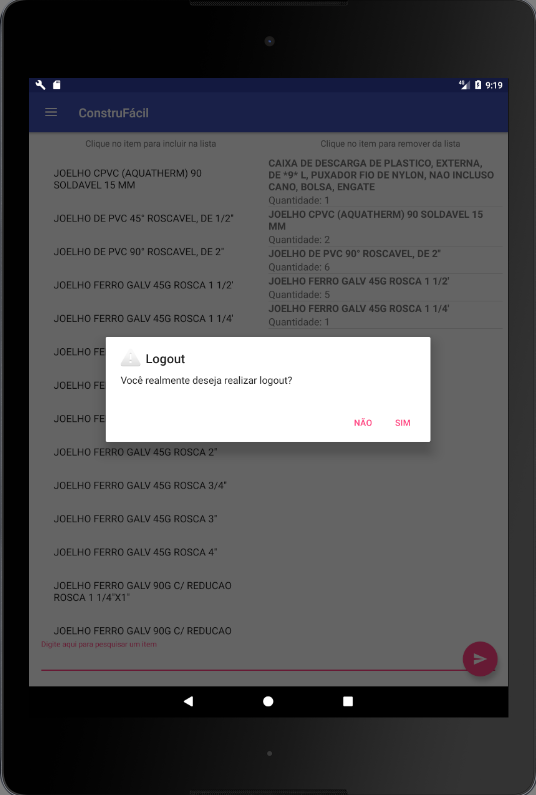 4G 9:19
ConstruFácil
Clique no item para incluir na lista
JOELHO CPVC (AQUATHERM) 90
SOLDAVEL 15 MM
JOELHO DE PVC 45° ROSCAVEL, DE 1/2"
JOELHO DE PVC 90° ROSCAVEL, DE 2"
JOELHO FERRO GALV 45G ROSCA 1 1/2'
JOELHO FERRO GALV 45G ROSCA 1 1/4'
JOELHO FE
JOELHO FE
JOELHO FE
JOELHO FERRO GALV 45G ROSCA 2"
JOELHO FERRO GALV 45G ROSCA 3/4"
JOELHO FERRO GALV 45G ROSCA 3"
JOELHO FERRO GALV 45G ROSCA 4"
JOELHO FERRO GALV 90G C/ REDUCAO
ROSCA 1 1/4"X1"
JOELHO FERRO GALV 90G C/ REDUCAO
Digite aqui para pesquisar um item
Clique no item para remover da lista
CAIXA DE DESCARGA DE PLASTICO, EXTERNA,
DE *9* L, PUXADOR FIO DE NYLON, NAO INCLUSO
CANO, BOLSA, ENGATE
Quantidade: 1
JOELHO CPVC (AQUATHERM) 90 SOLDAVEL 15
MM
Quantidade: 2
JOELHO DE PVC 90° ROSCAVEL, DE 2"
Quantidade: 6
JOELHO FERRO GALV 45G ROSCA 1 1/2'
Quantidade: 5
JOELHO FERRO GALV 45G ROSCA 1 1/4'
Quantidade: 1
Logout
Você realmente deseja realizar logout?
NÃO SIM